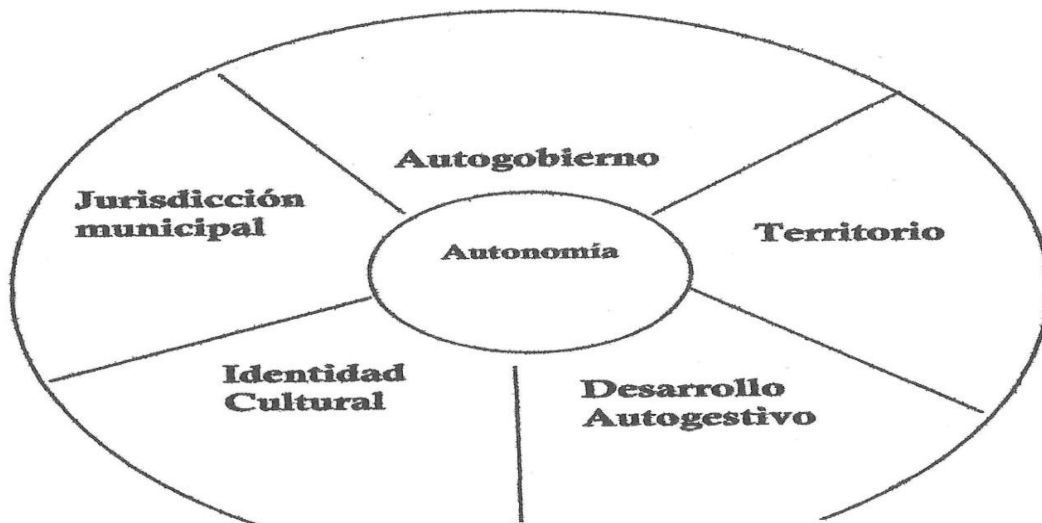 Autogobierno
Jurisdicción
municipal
Territorio
Autonomía
Identidad
Cultural
Desarrollo
Autogestivo